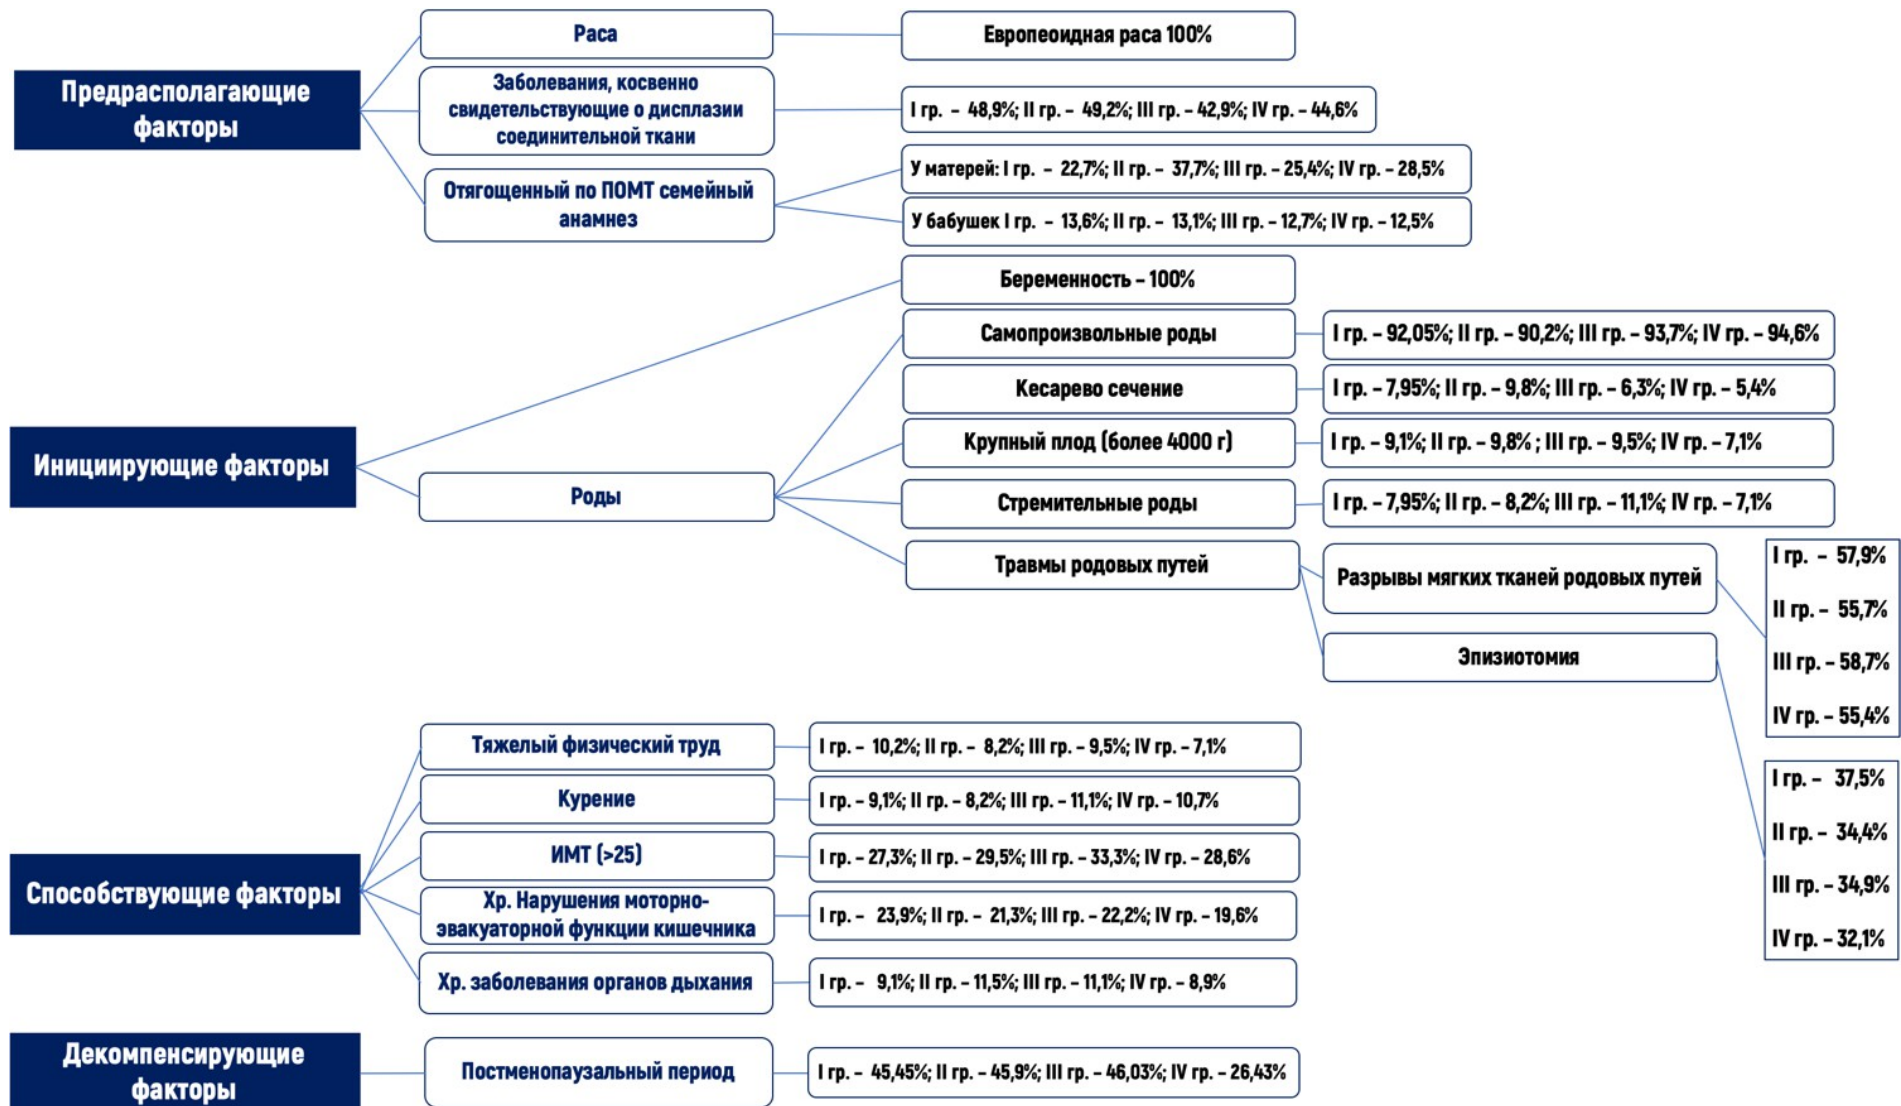 Предрасполагающие
факторы
Раса
Европеоидная раса 100%
Заболевания, косвенно
свидетельствующие о дисплазии
соединительной ткани
I гр. – 48,9%; II гр. – 49,2%; III гр. – 42,9%; IV гр. – 44,6%
Отягощенный по ПОМТ семейный
анамнез
У матерей: I гр. – 22,7%; II гр. – 37,7%; III гр. – 25,4%; IV гр. – 28,5%
У бабушек I гр. – 13,6%; II гр. – 13,1%; III гр. – 12,7%; IV гр. – 12,5%
Инициирующие факторы
Беременность – 100%
Роды
Самопроизвольные роды
I гр. – 92,05%; II гр. – 90,2%; III гр. – 93,7%; IV гр. – 94,6%
Кесарево сечение
I гр. – 7,95%; II гр. – 9,8%; III гр. – 6,3%; IV гр. – 5,4%
Крупный плод (более 4000 г)
I гр. – 9,1%; II гр. – 9,8% ; III гр. – 9,5%; IV гр. – 7,1%
Стремительные роды
I гр. – 7,95%; II гр. – 8,2%; III гр. – 11,1%; IV гр. – 7,1%
Травмы родовых путей
Разрывы мягких тканей родовых путей
I гр. – 57,9%
II гр. – 55,7%
III гр. – 58,7%
IV гр. – 55,4%
Эпизиотомия
I гр. – 37,5%
II гр. – 34,4%
III гр. – 34,9%
IV гр. – 32,1%
Способствующие факторы
Тяжелый физический труд
I гр. – 10,2%; II гр. – 8,2%; III гр. – 9,5%; IV гр. – 7,1%
Курение
I гр. – 9,1%; II гр. – 8,2%; III гр. – 11,1%; IV гр. – 10,7%
ИМТ (>25)
I гр. – 27,3%; II гр. – 29,5%; III гр. – 33,3%; IV гр. – 28,6%
Хр. Нарушения моторно-
эвакуаторной функции кишечника
I гр. – 23,9%; II гр. – 21,3%; III гр. – 22,2%; IV гр. – 19,6%
Хр. заболевания органов дыхания
I гр. – 9,1%; II гр. – 11,5%; III гр. – 11,1%; IV гр. – 8,9%
Декомпенсирующие
факторы
Постменопаузальный период
I гр. – 45,45%; II гр. – 45,9%; III гр. – 46,03%; IV гр. – 26,43%